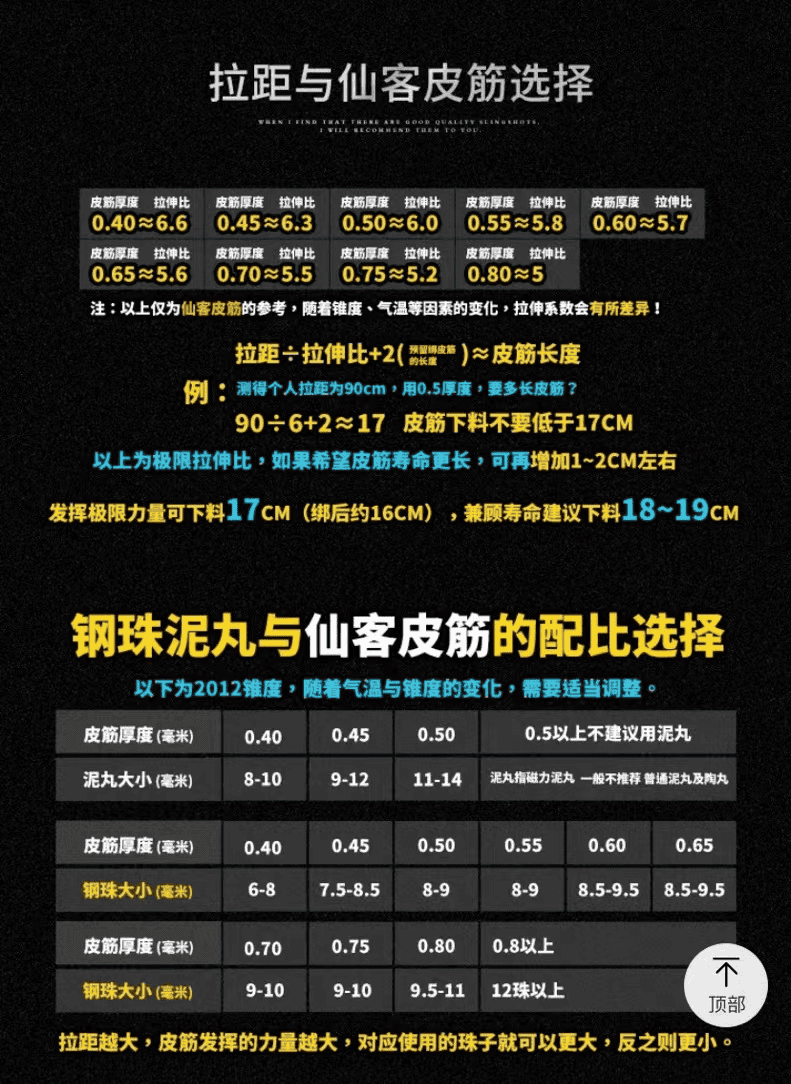 拉距与仙客皮筋选择
WHEN I FIND THAT THERE ARE GOOD QUALITY SLINGSHOTS,
I WILL RECOMMEND THEM TO YOU.
皮筋厚度 拉伸比 皮筋厚度 拉伸比 皮筋厚度 拉伸比 皮筋厚度 拉伸比 皮筋厚度 拉伸比
0.40≈6.6 0.45≈6.3 0.50≈6.0 0.55≈5.8 0.60≈5.7
皮筋厚度 拉伸比 皮筋厚度 拉伸比 皮筋厚度 拉伸比 皮筋厚度 拉伸比
0.65≈5.6 0.70≈5.5 0.75≈5.2 0.80≈5
注：以上仅为仙客皮筋的参考，随着锥度、气温等因素的变化，拉伸系数会有所差异！
拉距÷拉伸比+2(预留绑皮筋的长度)≈皮筋长度
例：测得个人拉距为90cm，用0.5厚度，要多长皮筋？
90÷6+2≈17 皮筋下料不要低于17CM
以上为极限拉伸比，如果希望皮筋寿命更长，可再增加1~2CM左右
发挥极限力量可下料17CM（绑后约16CM），兼顾寿命建议下料18~19CM
钢珠泥丸与仙客皮筋的配比选择
以下为2012锥度，随着气温与锥度的变化，需要适当调整。
皮筋厚度(毫米) 0.40 0.45 0.50 0.5以上不建议用泥丸
泥丸大小(毫米) 8-10 9-12 11-14 泥丸指磁力泥丸 一般不推荐 普通泥丸及陶丸
皮筋厚度(毫米) 0.40 0.45 0.50 0.55 0.60 0.65
钢珠大小(毫米) 6-8 7.5-8.5 8-9 8-9 8.5-9.5 8.5-9.5
皮筋厚度(毫米) 0.70 0.75 0.80 0.8以上
钢珠大小(毫米) 9-10 9-10 9.5-11 12珠以上
顶部
拉距越大，皮筋发挥的力量越大，对应使用的珠子就可以更大，反之则更小。